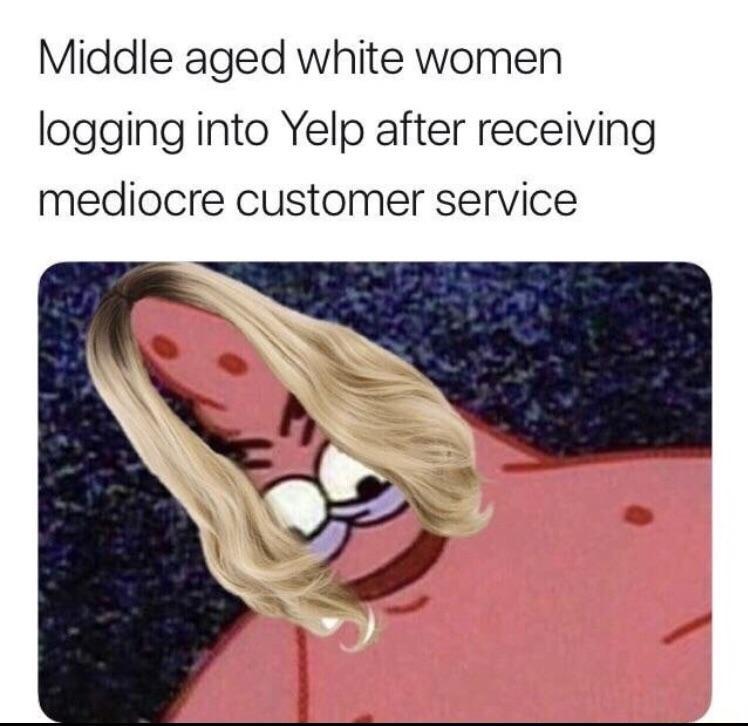 Middle aged white women
logging into Yelp after receiving
mediocre customer service